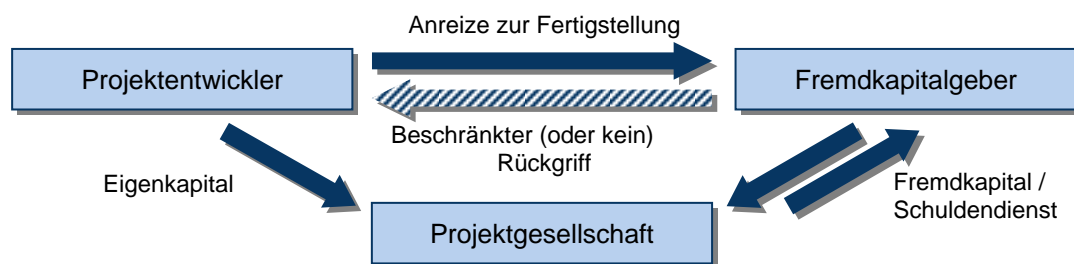 Anreize zur Fertigstellung
Projektentwickler
Fremdkapitalgeber
Beschränkter (oder kein)
Rückgriff
Eigenkapital
Fremdkapital /
Schuldendienst
Projektgesellschaft